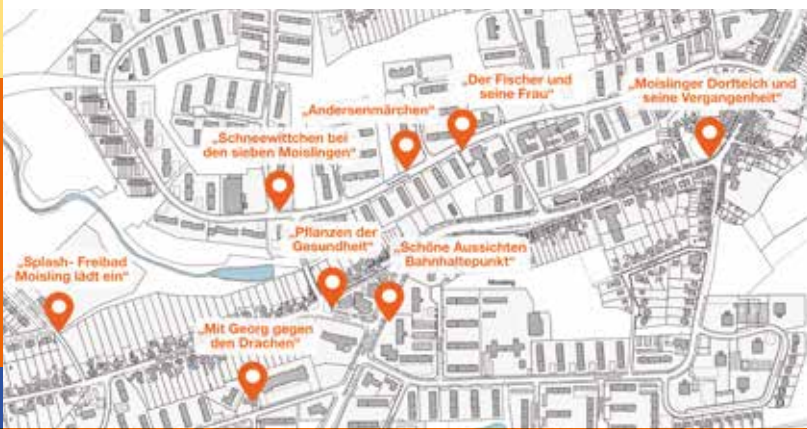 „Der Fischer und
seine Frau“
„Moislinger Dorfteich und
seine Vergangenheit“
„Andersenmärchen“
„Schneewittchen bei
den sieben Moislingen“
„Pflanzen der
Gesundheit“
„Schöne Aussichten
Bahnhaltepunkt“
„Splash- Freibad
Moisling lädt ein“
„Mit Georg gegen
den Drachen“